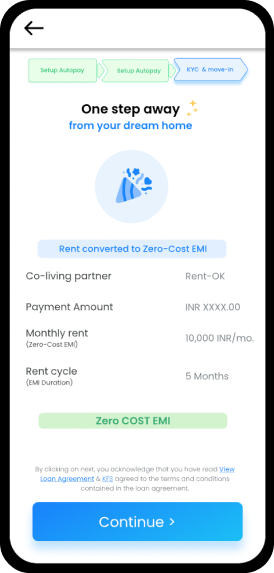 Setup Autopay
Setup Autopay
KYC & move-in
One step away
from your dream home
Rent converted to Zero-Cost EMI
Co-living partner
Rent-OK
Payment Amount
INR XXXX.00
Monthly rent
(Zero-Cost EMI)
10,000 INR/mo.
Rent cycle
(EMI Duration)
5 Months
Zero COST EMI
By clicking on next, you acknowledge that you have read View
Loan Agreement & KFS agreed to the terms and conditions
contained in the loan agreement.
Continue >